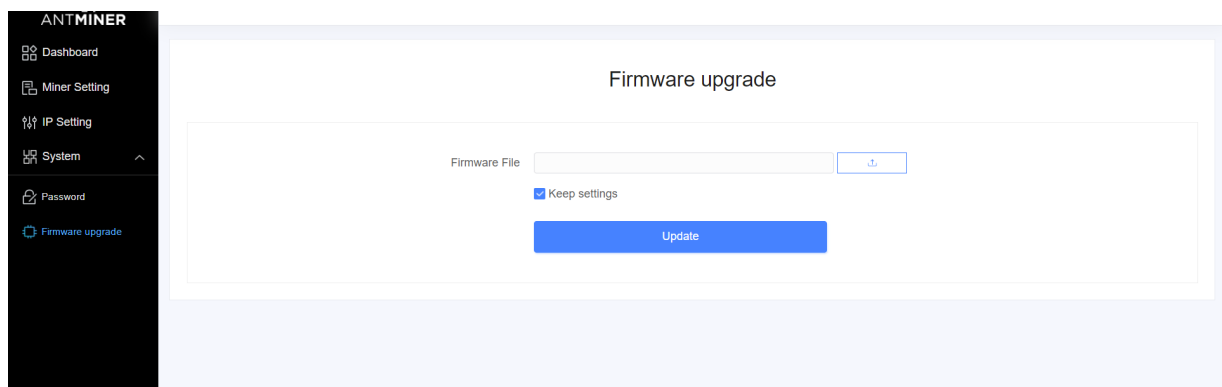 ANTMINER
Dashboard
Miner Setting
IP Setting
System
Password
Firmware upgrade
Firmware upgrade
Firmware File
Keep settings
Update